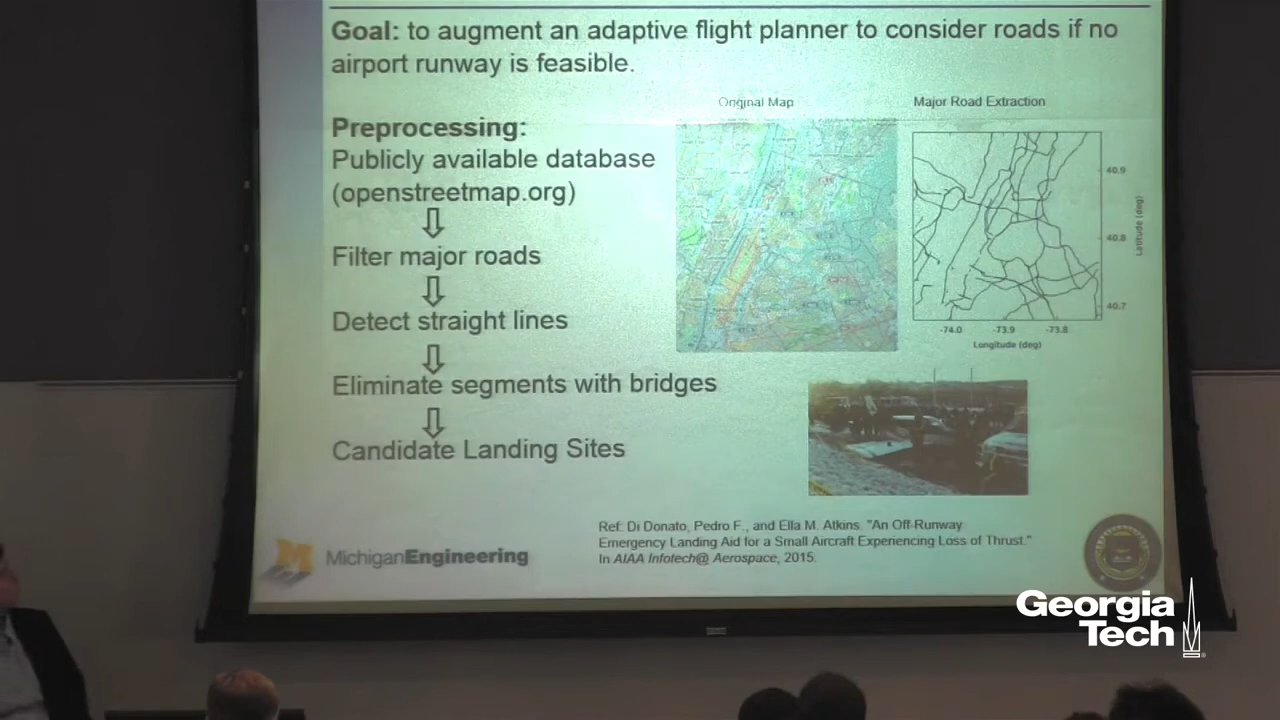 Goal: to augment an adaptive flight planner to consider roads if no
airport runway is feasible.
Preprocessing:
Publicly available database
(openstreetmap.org)
Filter major roads
Detect straight lines
Eliminate segments with bridges
Candidate Landing Sites
Original Map
Major Road Extraction
40.9
40.8
40.7
Latitude (deg)
-74.0 -73.9 -73.8
Longitude (deg)
Ref: Di Donato, Pedro F., and Ella M. Atkins. "An Off-Runway
Emergency Landing Aid for a Small Aircraft Experiencing Loss of Thrust."
In AIAA Infotech@ Aerospace, 2015.
M MichiganEngineering
Georgia
Tech